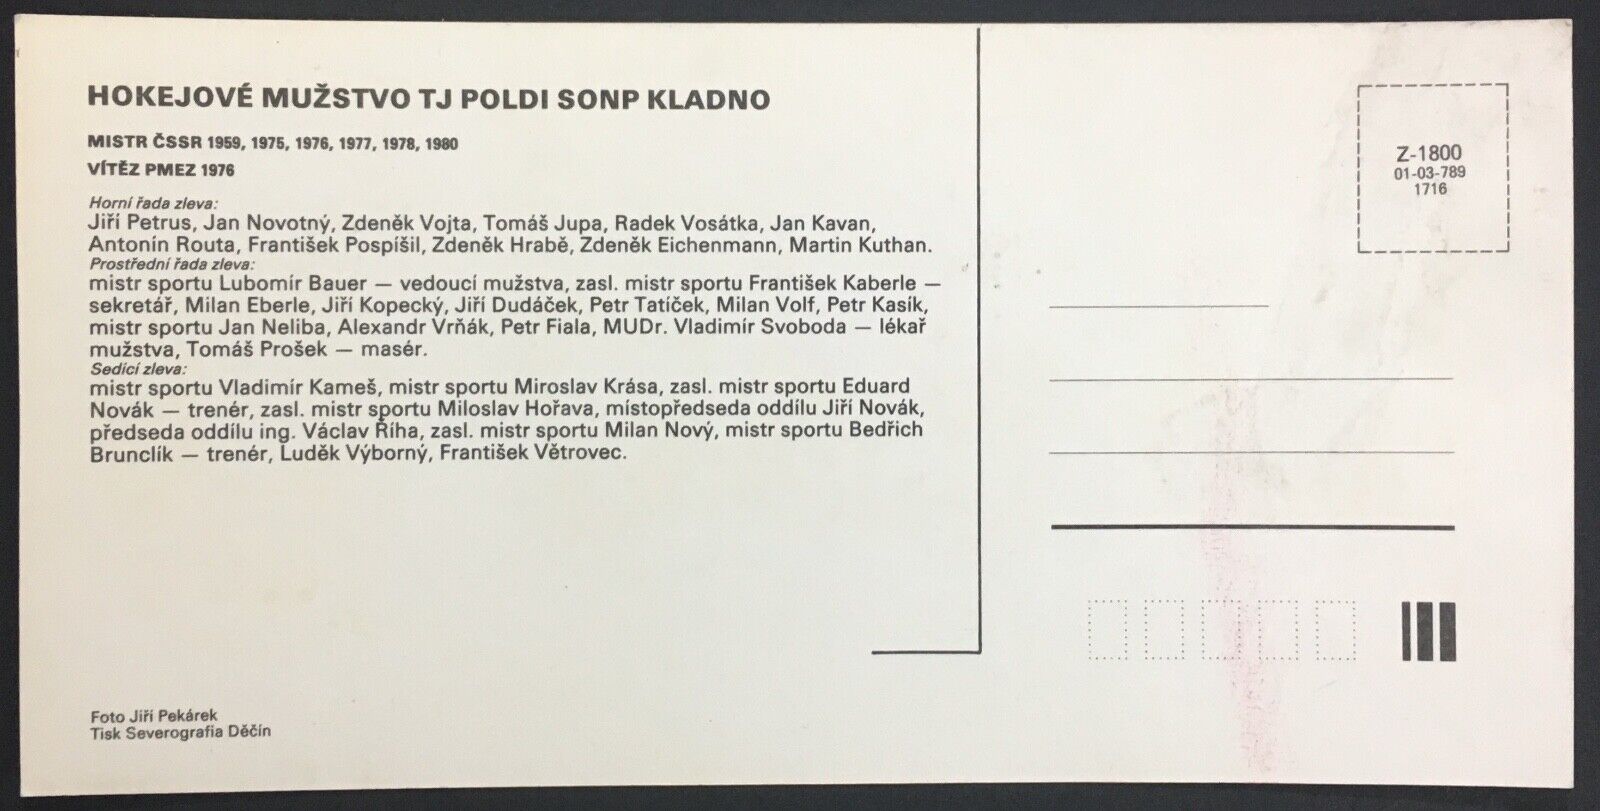 HOKEJOVÉ MUŽSTVO TJ POLDI SONP KLADNO
MISTR ČSSR 1959, 1975, 1976, 1977, 1978, 1980
VÍTĚZ PMEZ 1976
Horní řada zleva:
Jiří Petrus, Jan Novotný, Zdeněk Vojta, Tomáš Jupa, Radek Vosátka, Jan Kavan,
Antonín Routa, František Pospíšil, Zdeněk Hrabě, Zdeněk Eichenmann, Martin Kuthan.
Prostřední řada zleva:
mistr sportu Lubomír Bauer — vedoucí mužstva, zasl. mistr sportu František Kaberle —
sekretář, Milan Eberle, Jiří Kopecký, Jiří Dudáček, Petr Tatíček, Milan Volf, Petr Kasík,
mistr sportu Jan Neliba, Alexandr Vrňák, Petr Fiala, MUDr. Vladimír Svoboda — lékař
mužstva, Tomáš Prošek — masér.
Sedící zleva:
mistr sportu Vladimír Kameš, mistr sportu Miroslav Krása, zasl. mistr sportu Eduard
Novák — trenér, zasl. mistr sportu Miloslav Hořava, místopředseda oddílu Jiří Novák,
předseda oddílu ing. Václav Říha, zasl. mistr sportu Milan Nový, mistr sportu Bedřich
Brunclík — trenér, Luděk Výborný, František Větrovec.
Foto Jiří Pekárek
Tisk Severografia Děčín
Z-1800
01-03-789
1716